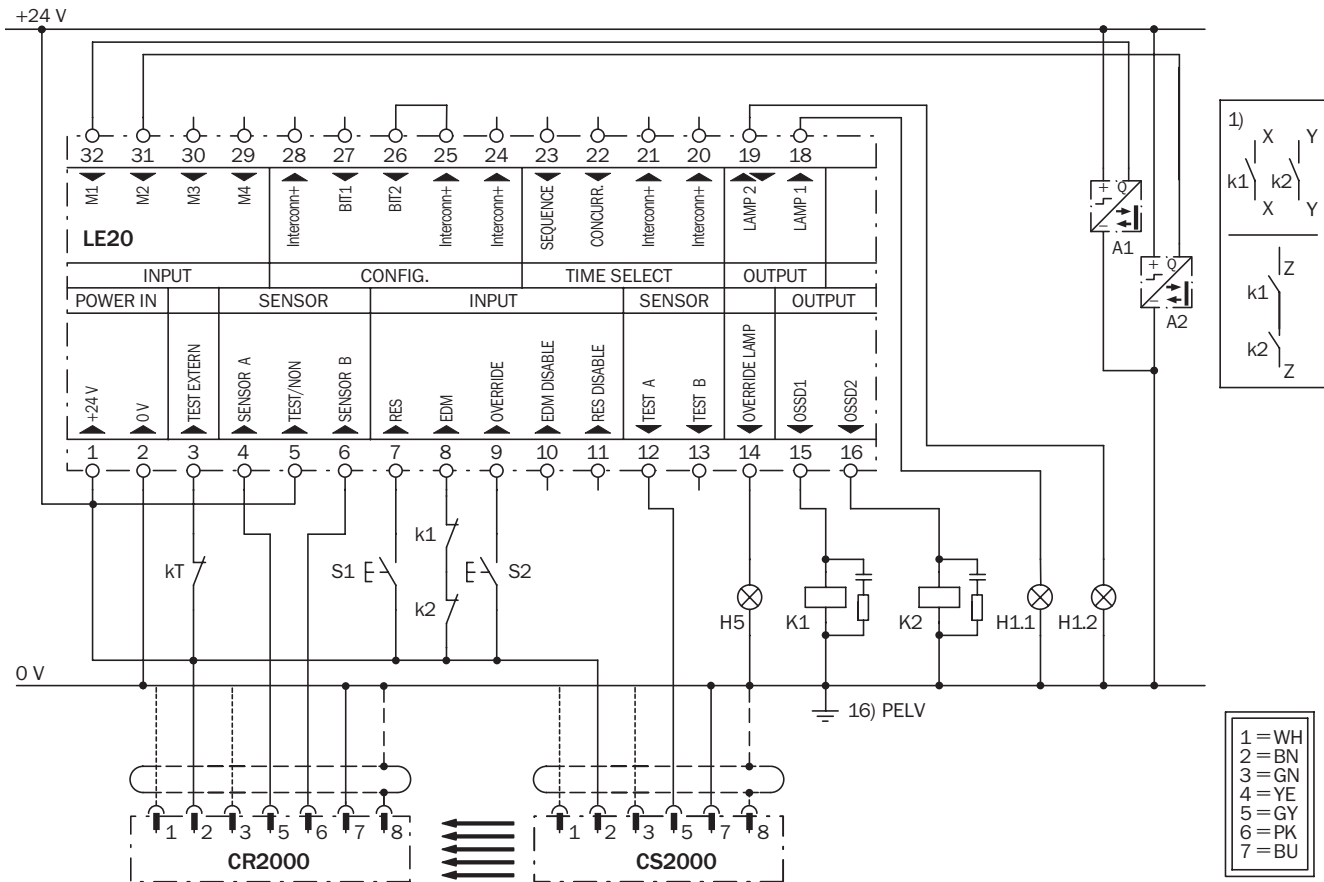 +24 V
32 31 30 29 28 27 26 25 24 23 22 21 20 19 18
M1 M2 M3 M4 Interconn+ BIT1 BIT2 Interconn+ Interconn+ SEQUENCE CONCURR. Interconn+ Interconn+ LAMP 2 LAMP 1
LE20
INPUT CONFIG. TIME SELECT OUTPUT
POWER IN SENSOR INPUT SENSOR OUTPUT
+24 V 0 V TEST EXTERN SENSOR A TEST/NON SENSOR B RES EDM OVERRIDE EDM DISABLE RES DISABLE TEST A TEST B OVERRIDE LAMP OSSD1 OSSD2
1 2 3 4 5 6 7 8 9 10 11 12 13 14 15 16
+ Q
–
A1
+ Q
–
A2
1)
X Y
k1 k2
X Y
Z
k1
k2
Z
k1
kT S1 S2
k2
H5 K1 K2 H1.1 H1.2
0 V
16) PELV
1 2 3 5 6 7 8
CR2000
1 2 3 5 7 8
CS2000
1 = WH
2 = BN
3 = GN
4 = YE
5 = GY
6 = PK
7 = BU